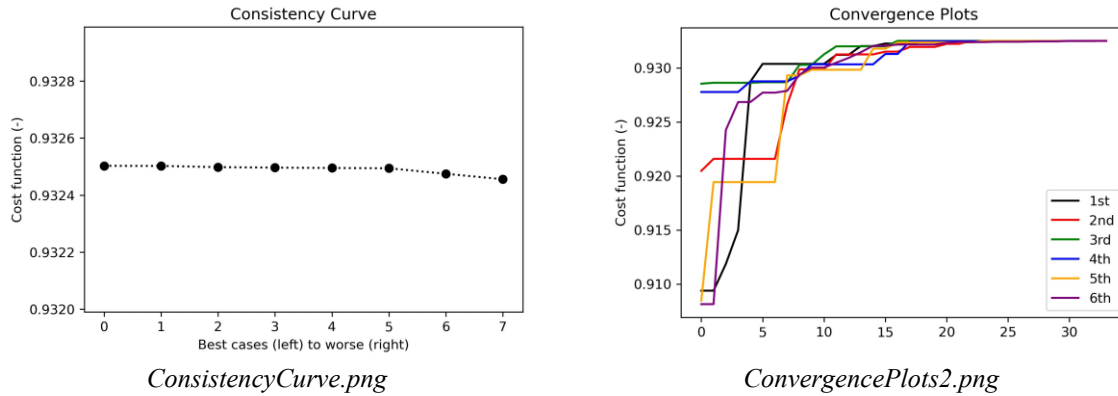 Consistency Curve
Cost function (-)
0.9328
0.9326
0.9324
0.9322
0.9320
0 1 2 3 4 5 6 7
Best cases (left) to worse (right)
ConsistencyCurve.png
Convergence Plots
Cost function (-)
0.930
0.925
0.920
0.915
0.910
1st
2nd
3rd
4th
5th
6th
0 5 10 15 20 25 30
ConvergencePlots2.png